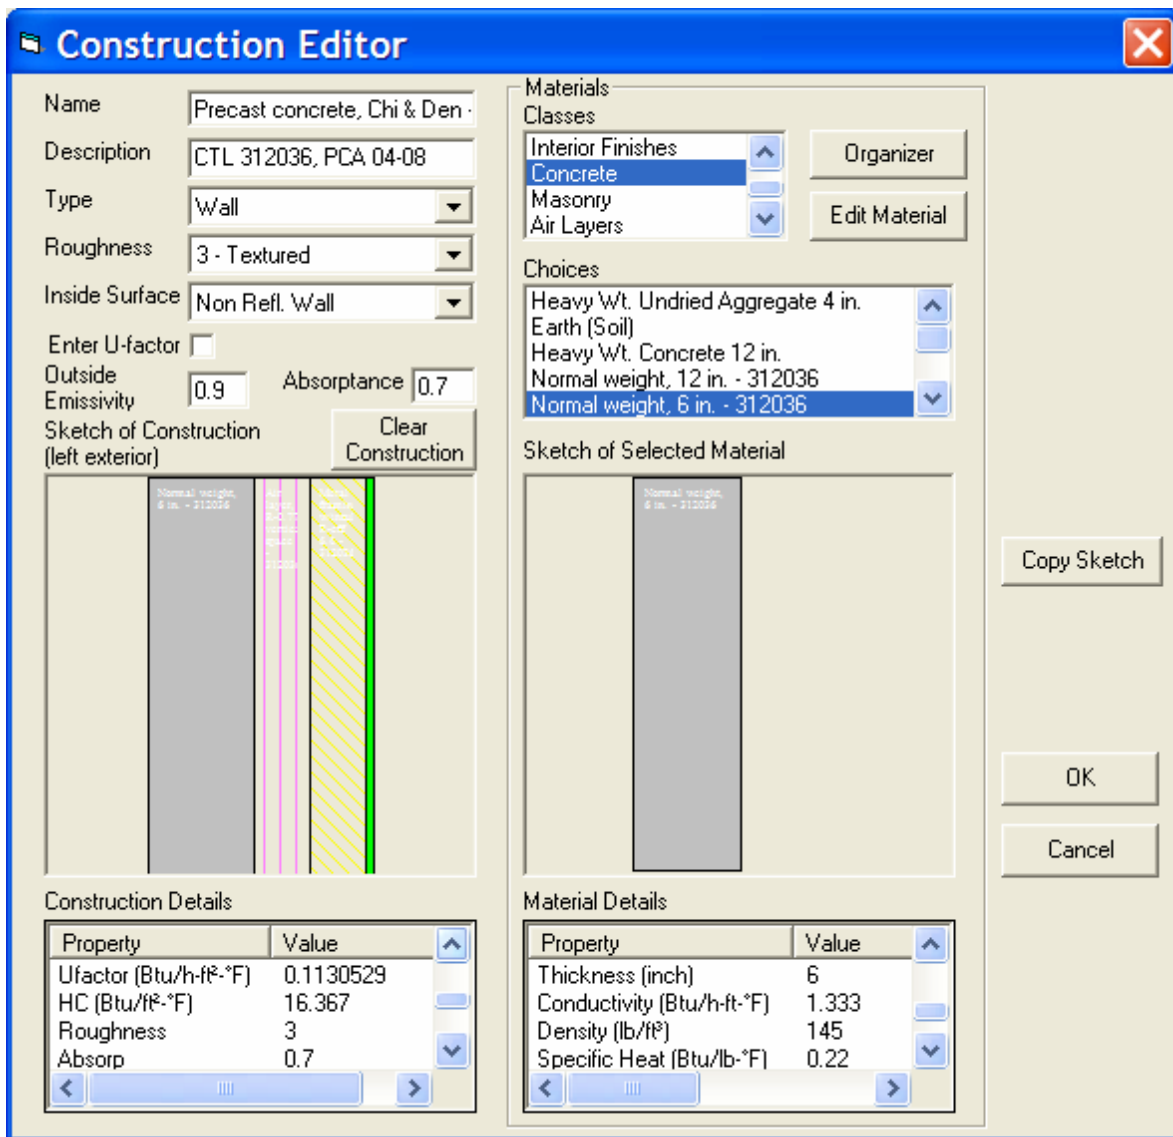 Construction Editor
Name
Precast concrete, Chi & Den -
Description
CTL 312036, PCA 04-08
Type
Wall
Roughness
3 - Textured
Inside Surface
Non Refl. Wall
Enter U-factor
Outside
Emissivity
0.9
Absorptance
0.7
Sketch of Construction
(left exterior)
Clear
Construction
Normal weight,
6 in. - 312036
Air
layer,
-
312036
Construction Details
Property Value
Ufactor (Btu/h-ft²-°F) 0.1130529
HC (Btu/ft²-°F) 16.367
Roughness 3
Absorp 0.7
Materials
Classes
Interior Finishes
Concrete
Masonry
Air Layers
Organizer
Edit Material
Choices
Heavy Wt. Undried Aggregate 4 in.
Earth (Soil)
Heavy Wt. Concrete 12 in.
Normal weight, 12 in. - 312036
Normal weight, 6 in. - 312036
Sketch of Selected Material
Normal weight,
6 in. - 312036
Material Details
Property Value
Thickness (inch) 6
Conductivity (Btu/h-ft-°F) 1.333
Density (lb/ft³) 145
Specific Heat (Btu/lb-°F) 0.22
Copy Sketch
OK
Cancel